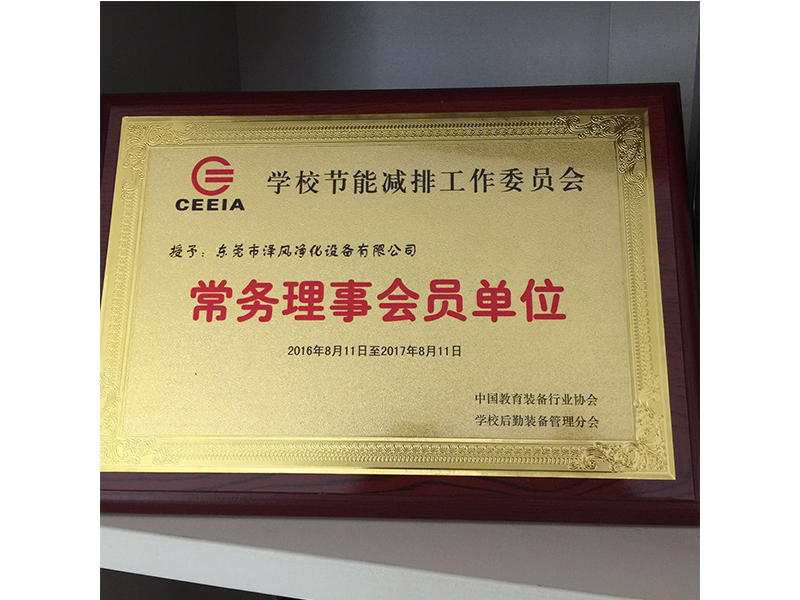 学校节能减排工作委员会
CEEIA
授予：东莞市泽风净化设备有限公司
常务理事会员单位
2016年8月11日至2017年8月11日
中国教育装备行业协会
学校后勤装备管理分会